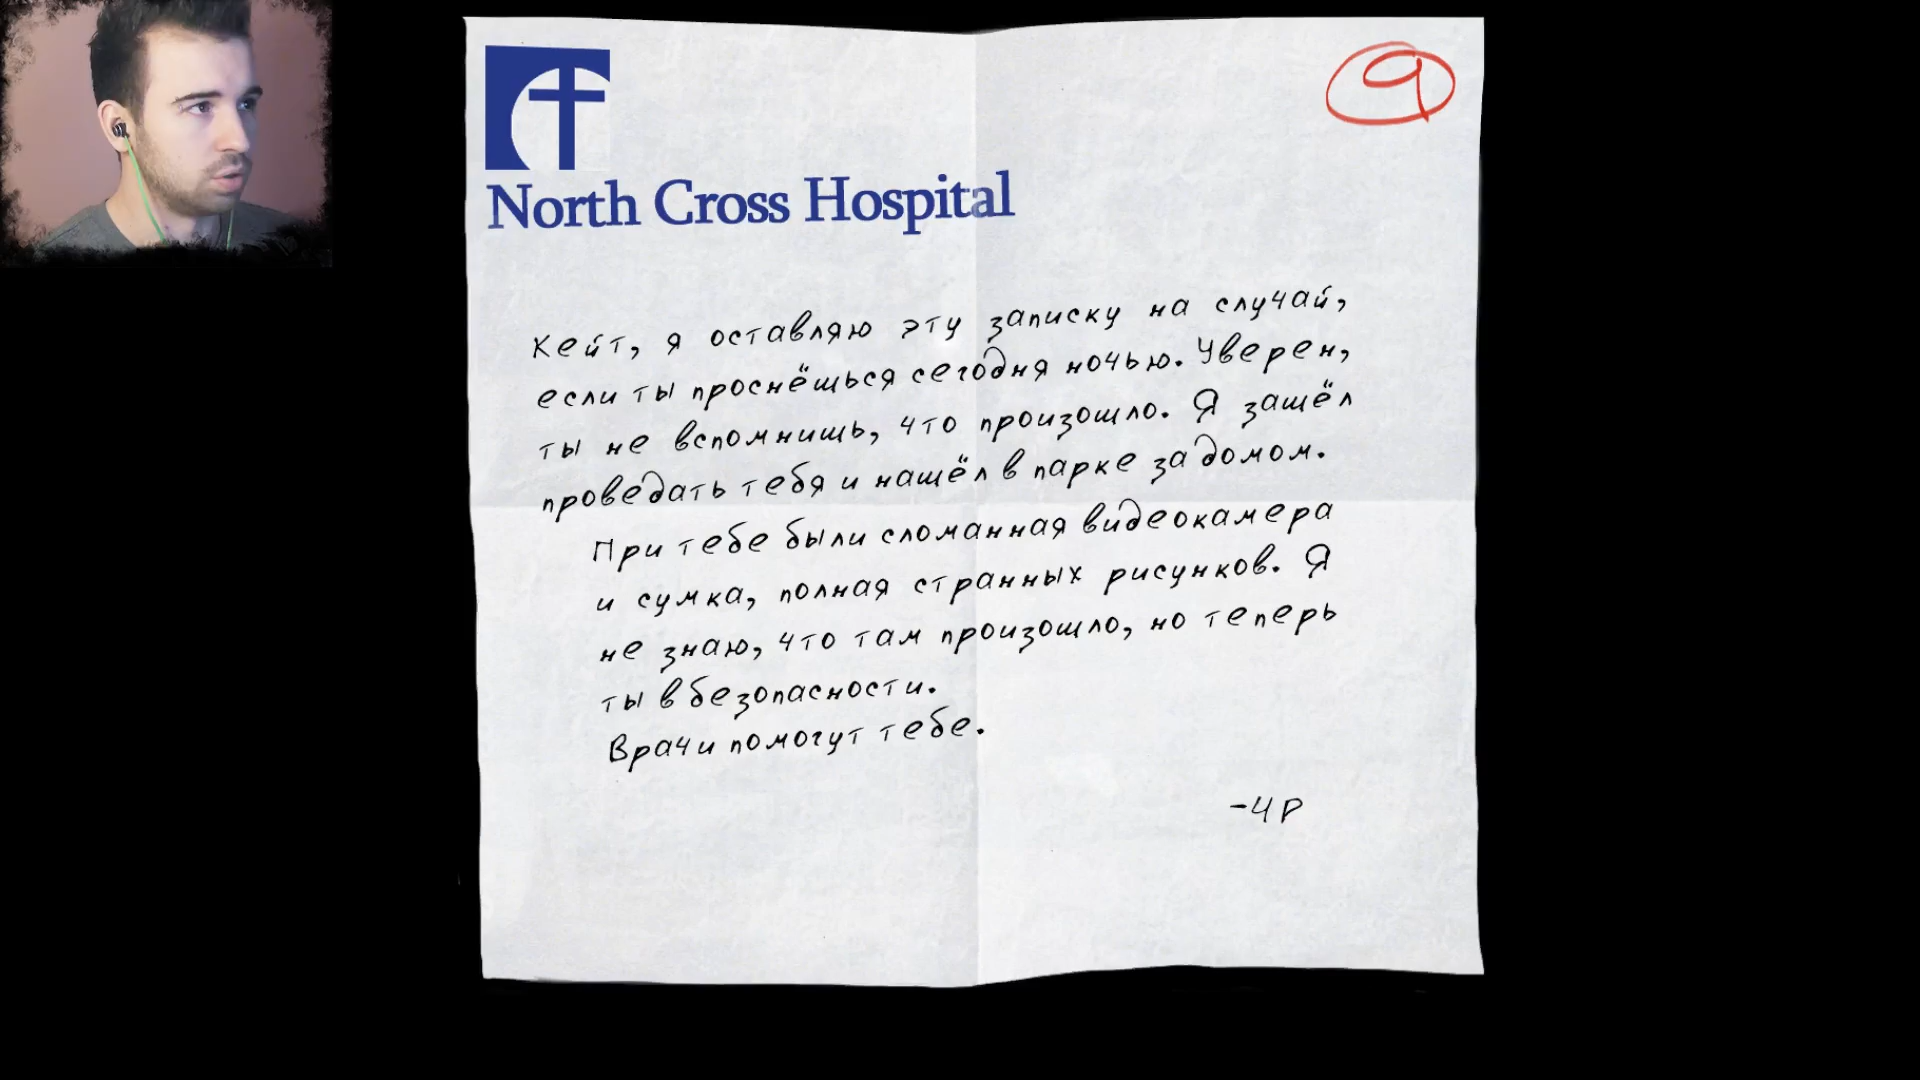 9
North Cross Hospital
Кейт, я оставляю эту записку на случай,
если ты проснёшься сегодня ночью. Уверен,
ты не вспомнишь, что произошло. Я зашёл
проведать тебя и нашёл в парке за домом.
При тебе были сломанная видеокамера
и сумка, полная странных рисунков. Я
не знаю, что там произошло, но теперь
ты в безопасности.
Врачи помогут тебе.
-ЧР